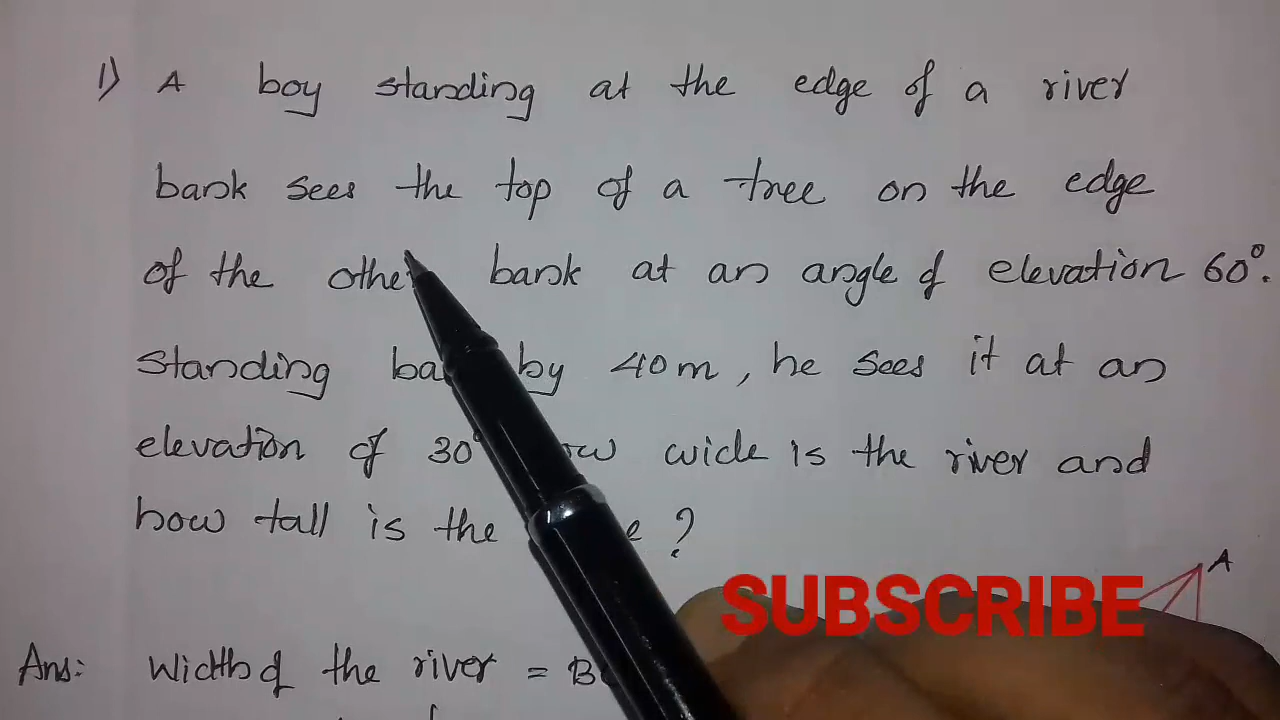 1) A boy standing at the edge of a river
bank sees the top of a tree on the edge
of the other bank at an angle of elevation 60°.
Standing by 40m, he sees it at an
elevation of 30° wide is the river and
how tall is the ?
A
SUBSCRIBE
Ans: Width of the river =